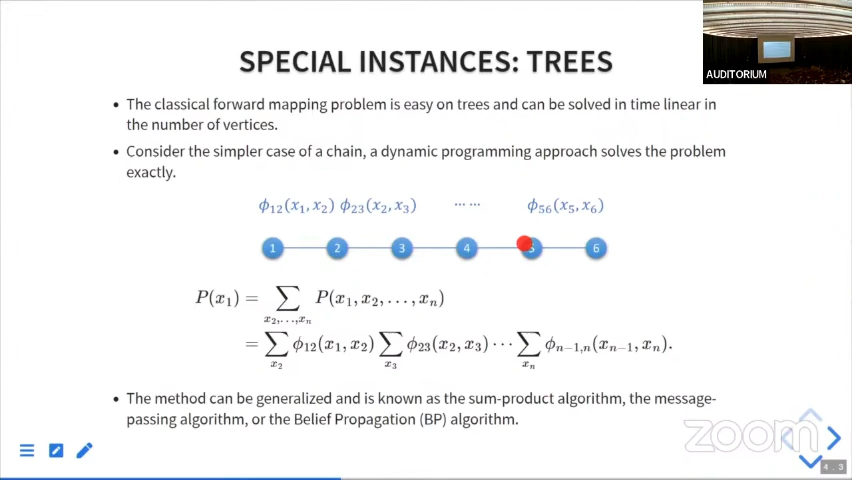 SPECIAL INSTANCES: TREES
AUDITORIUM
• The classical forward mapping problem is easy on trees and can be solved in time linear in
the number of vertices.
• Consider the simpler case of a chain, a dynamic programming approach solves the problem
exactly.
ϕ₁₂(x₁, x₂) ϕ₂₃(x₂, x₃) ⋯⋯ ϕ₅₆(x₅, x₆)
1 2 3 4 5 6
P(x₁) = ∑_{x₂,…,xₙ} P(x₁, x₂, …, xₙ)
= ∑_{x₂} ϕ₁₂(x₁, x₂) ∑_{x₃} ϕ₂₃(x₂, x₃) ⋯ ∑_{xₙ} ϕ_{n−1,n}(x_{n−1}, xₙ).
• The method can be generalized and is known as the sum-product algorithm, the message-
passing algorithm, or the Belief Propagation (BP) algorithm.
zoom
4.3